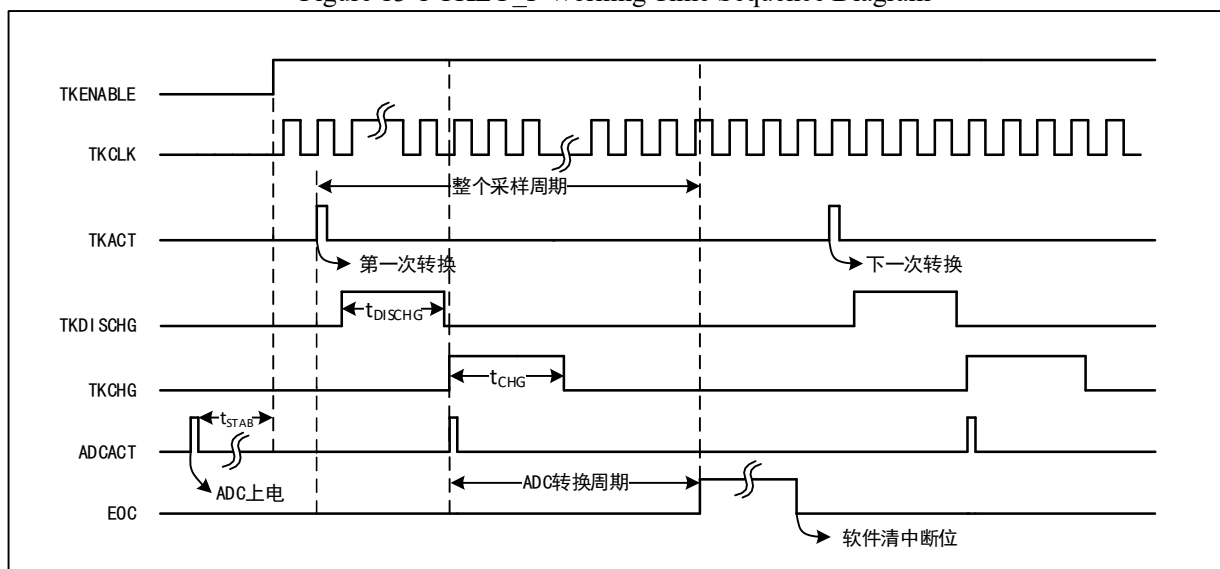 TKENABLE
TKCLK
整个采样周期
TKACT
第一次转换
下一次转换
TKDISCHG
tDISCHG
TKCHG
tCHG
tSTAB
ADCACT
ADC上电
ADC转换周期
EOC
软件清中断位